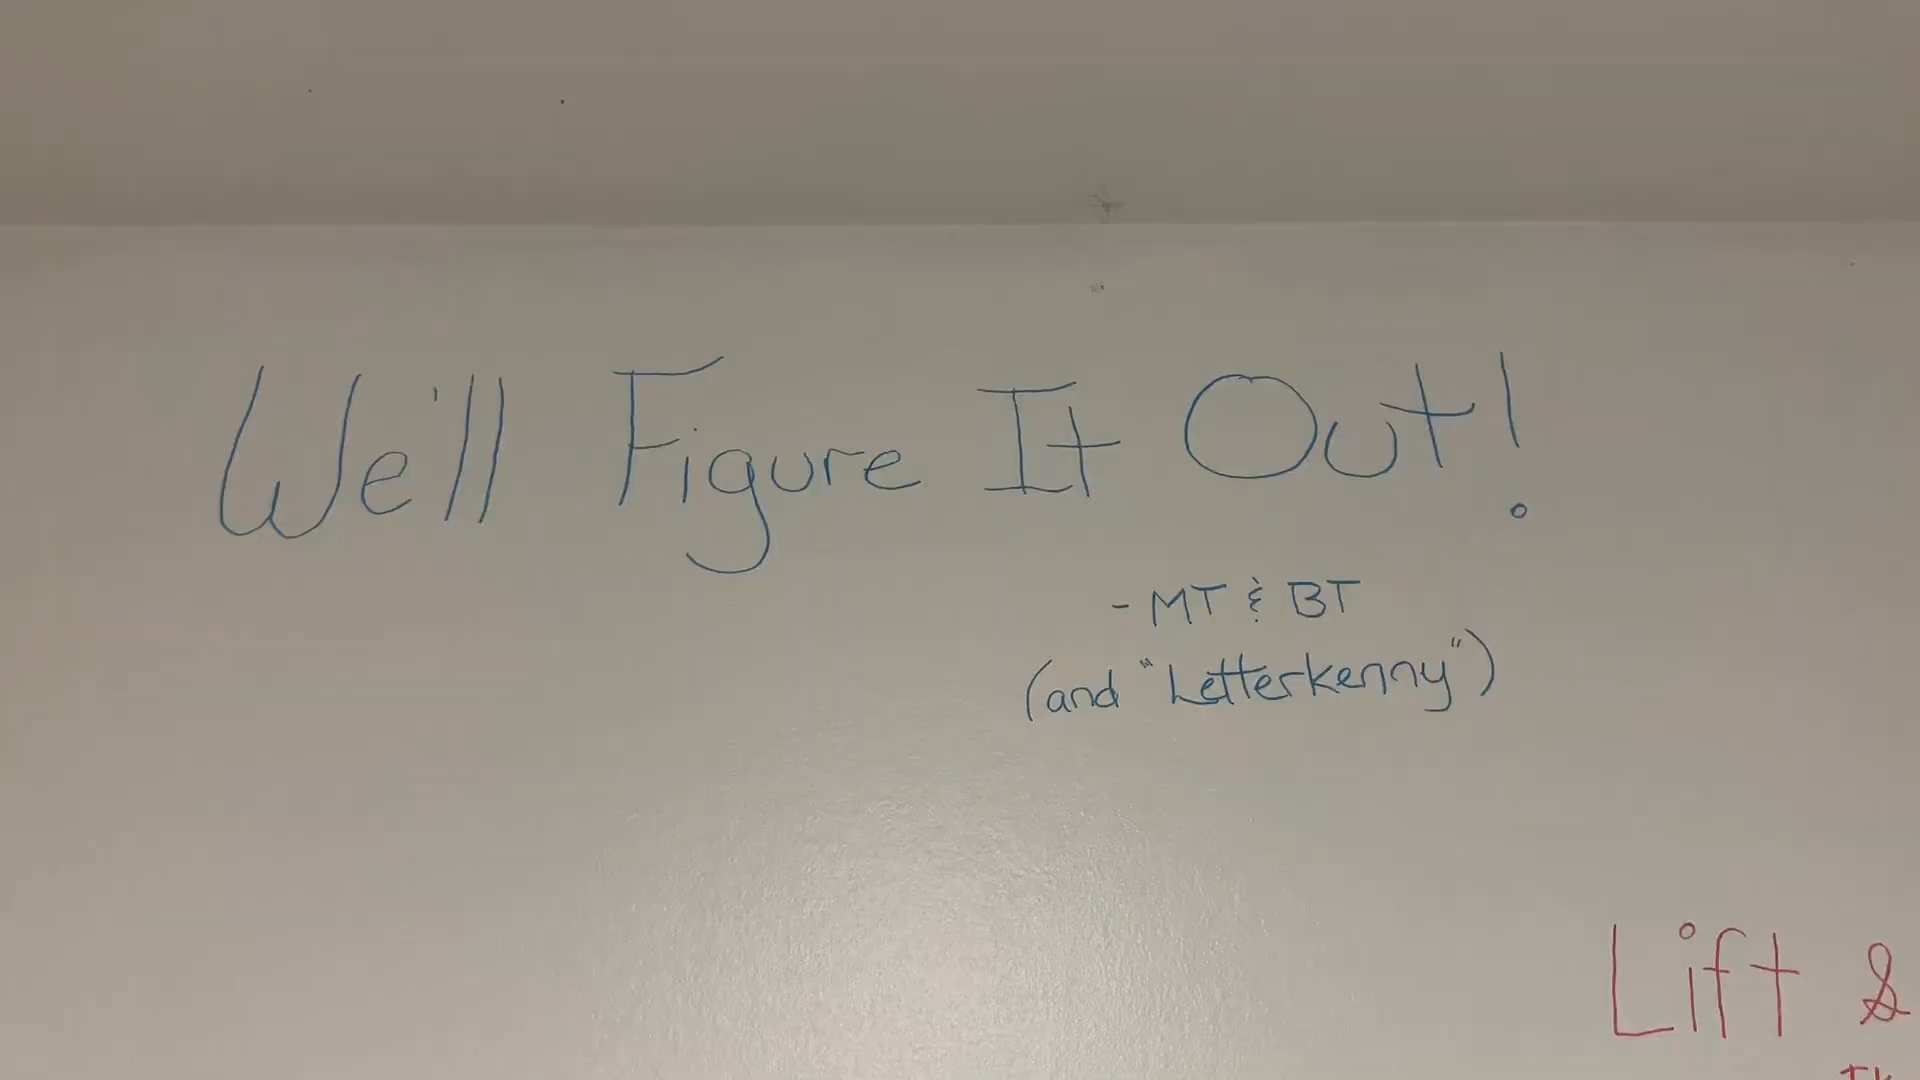 We'll Figure It Out!
- MT & BT
(and "Letterkenny")
Lift &